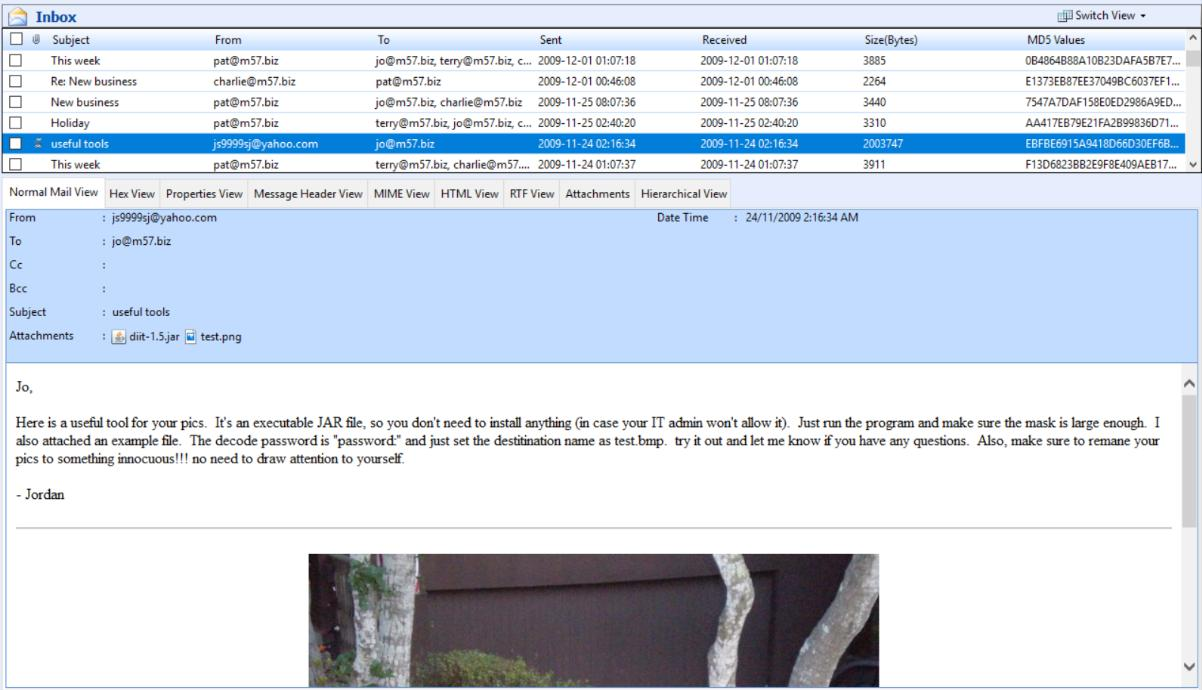 Inbox
Switch View
Subject From To Sent Received Size(Bytes) MD5 Values
This week pat@m57.biz jo@m57.biz, terry@m57.biz, c... 2009-12-01 01:07:18 2009-12-01 01:07:18 3885 0B4864B88A10B23DAFA5B7E7...
Re: New business charlie@m57.biz pat@m57.biz 2009-12-01 00:46:08 2009-12-01 00:46:08 2264 E1373EB87EE37049BC6037EF1...
New business pat@m57.biz jo@m57.biz, charlie@m57.biz 2009-11-25 08:07:36 2009-11-25 08:07:36 3440 7547A7DAF158E0ED2986A9ED...
Holiday pat@m57.biz terry@m57.biz, jo@m57.biz, c... 2009-11-25 02:40:20 2009-11-25 02:40:20 3310 AA417EB79E21FA2B99836D71...
useful tools js9999sj@yahoo.com jo@m57.biz 2009-11-24 02:16:34 2009-11-24 02:16:34 2003747 EBFBE6915A9418D66D30EF6B...
This week pat@m57.biz terry@m57.biz, charlie@m57.... 2009-11-24 01:07:37 2009-11-24 01:07:37 3911 F13D6823BB2E9F8E409AEB17...
Normal Mail View Hex View Properties View Message Header View MIME View HTML View RTF View Attachments Hierarchical View
From : js9999sj@yahoo.com Date Time : 24/11/2009 2:16:34 AM
To : jo@m57.biz
Cc :
Bcc :
Subject : useful tools
Attachments : diit-1.5.jar test.png
Jo,
Here is a useful tool for your pics. It's an executable JAR file, so you don't need to install anything (in case your IT admin won't allow it). Just run the program and make sure the mask is large enough. I
also attached an example file. The decode password is "password:" and just set the destitination name as test.bmp. try it out and let me know if you have any questions. Also, make sure to remane your
pics to something innocuous!!! no need to draw attention to yourself.
- Jordan